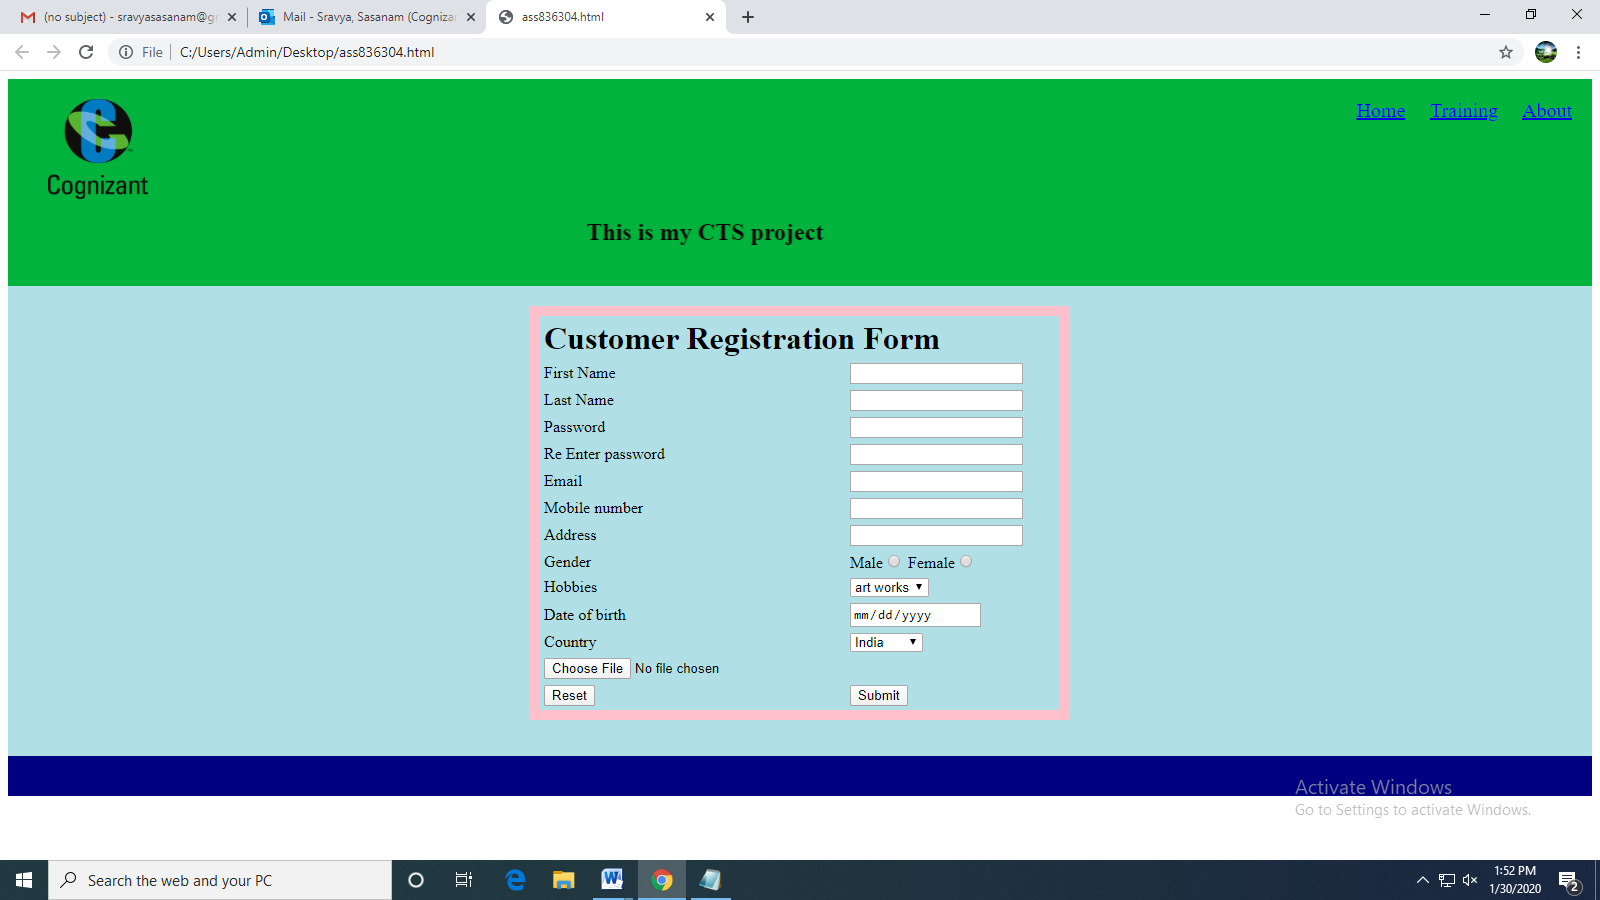 (no subject) - sravyasasanam@g
Mail - Sravya, Sasanam (Cogniza
ass836304.html
File
C:/Users/Admin/Desktop/ass836304.html
Cognizant
Home Training About
This is my CTS project
Customer Registration Form
First Name
Last Name
Password
Re Enter password
Email
Mobile number
Address
Gender Male Female
Hobbies art works
Date of birth mm/dd/yyyy
Country India
Choose File No file chosen
Reset Submit
Activate Windows
Go to Settings to activate Windows.
Search the web and your PC
1:52 PM
1/30/2020
2